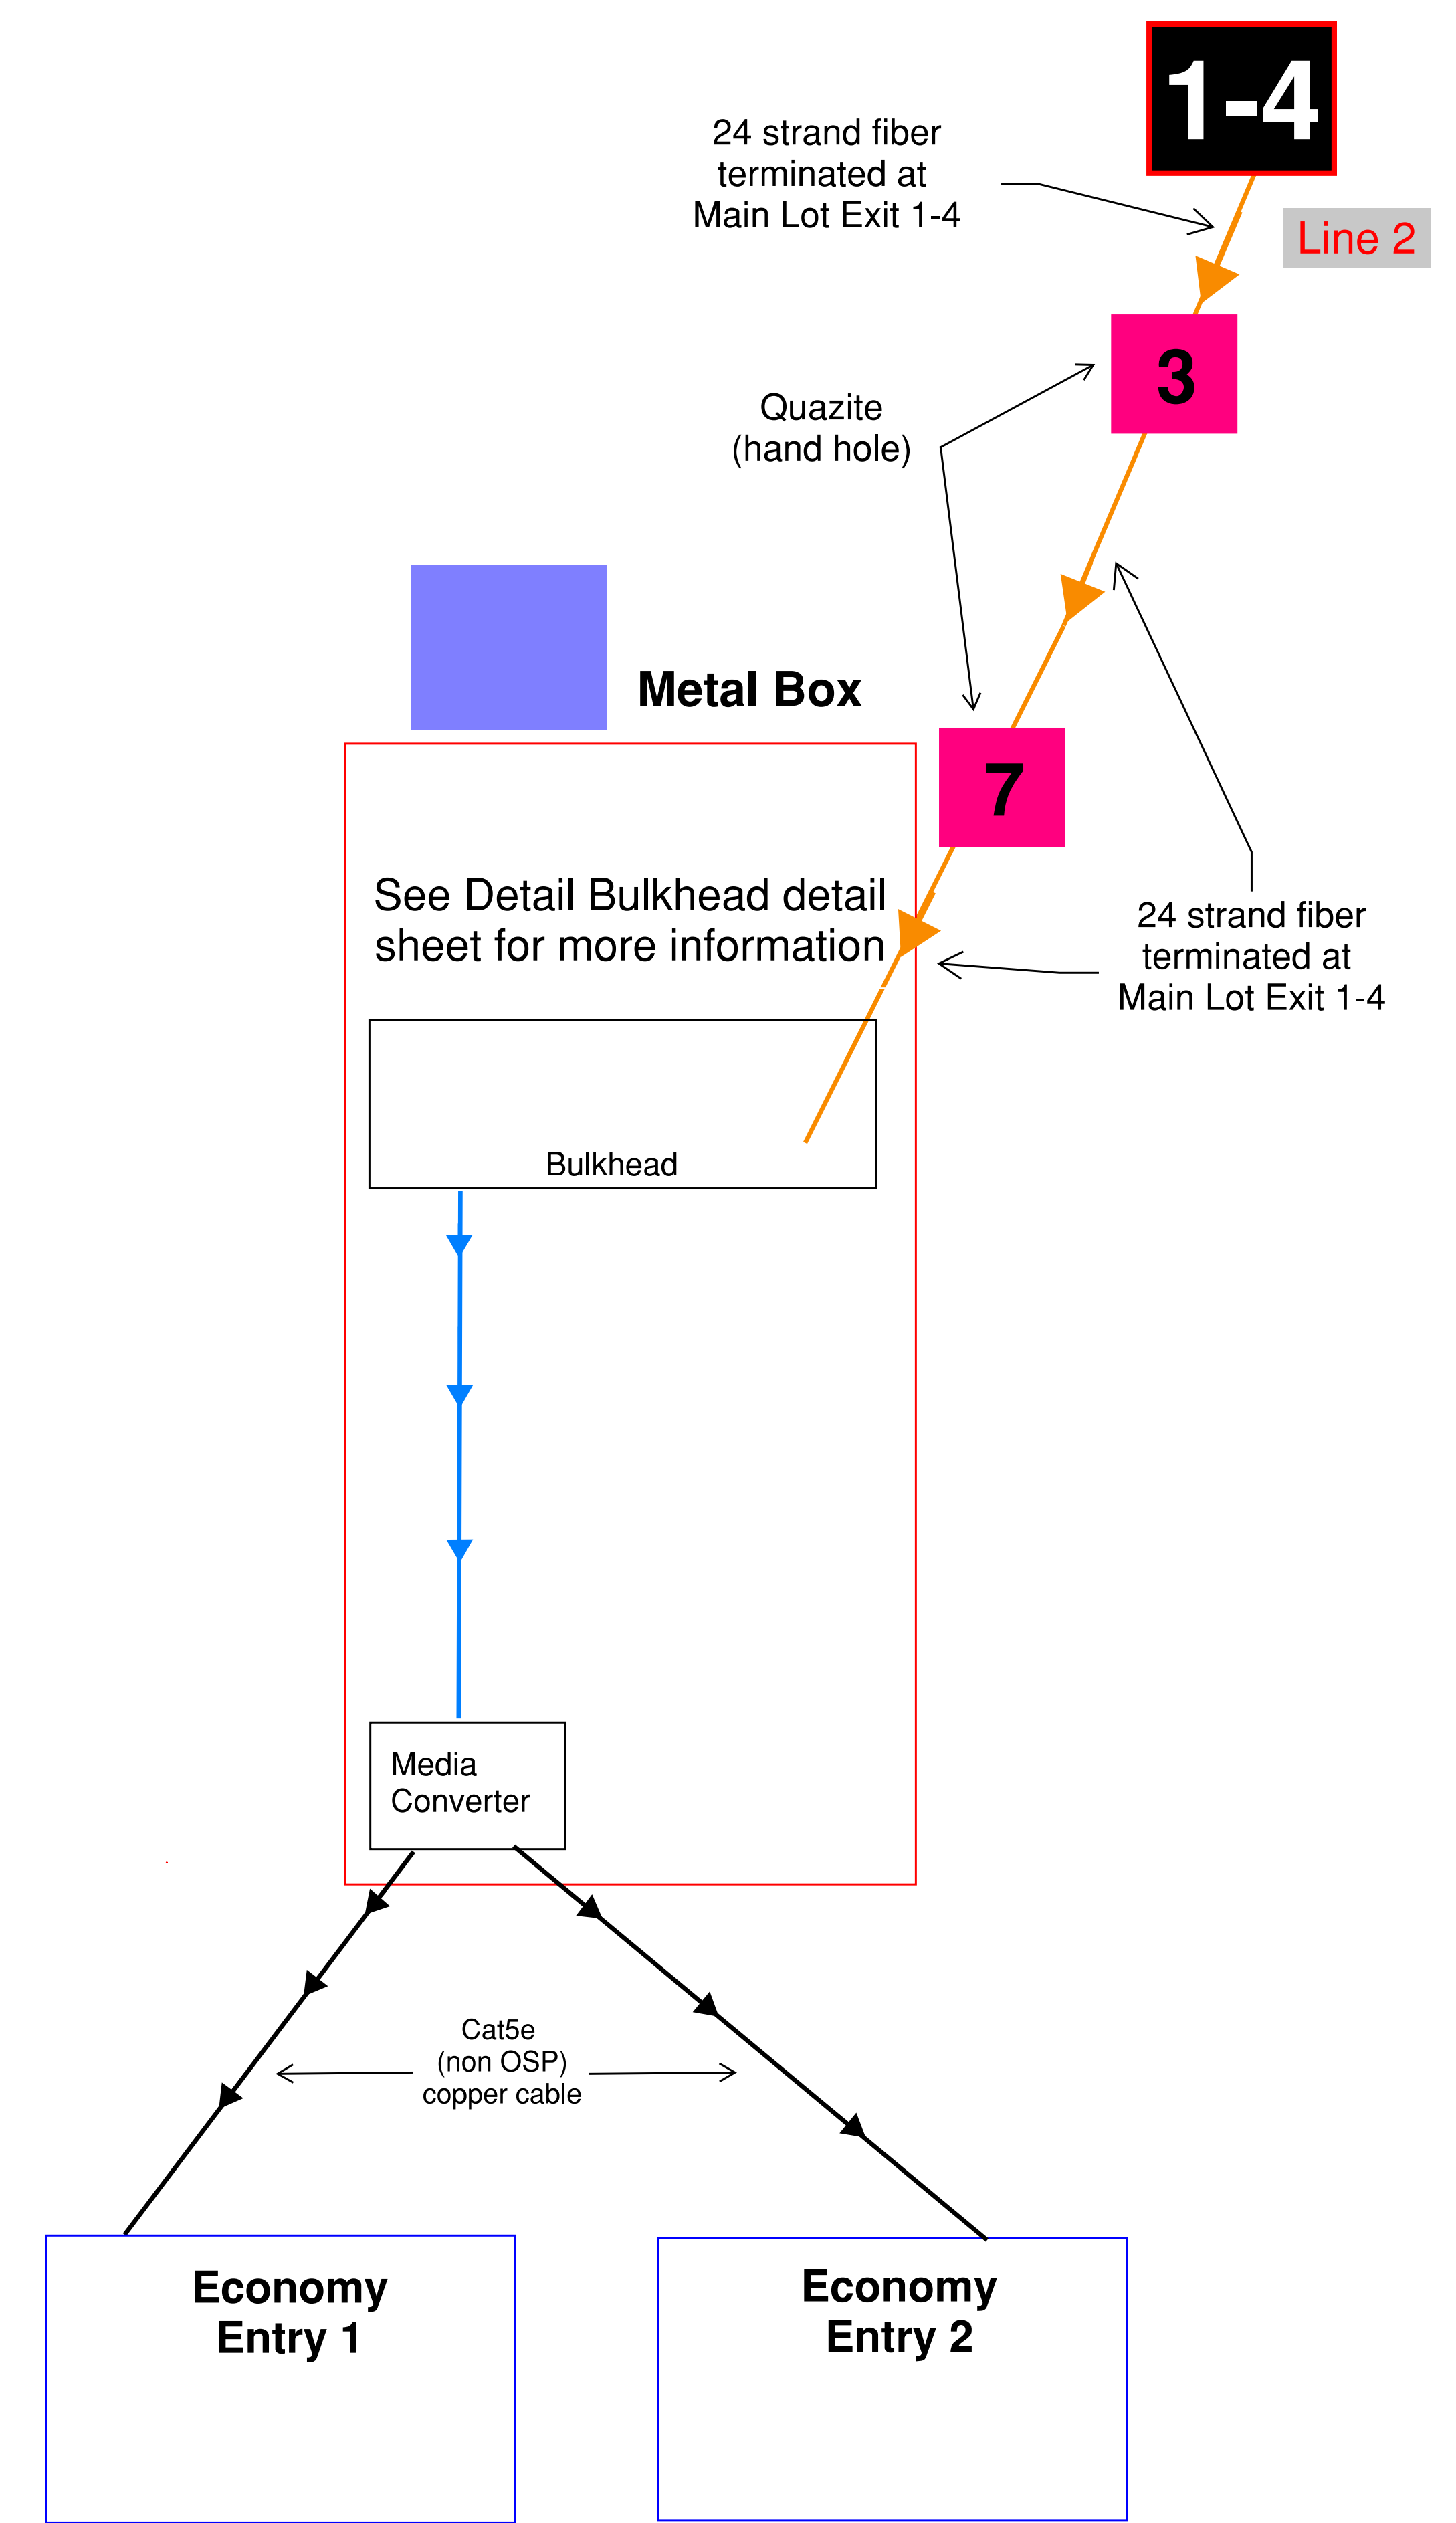 1-4
24 strand fiber
terminated at
Main Lot Exit 1-4
Line 2
3
Quazite
(hand hole)
Metal Box
7
See Detail Bulkhead detail
sheet for more information
24 strand fiber
terminated at
Main Lot Exit 1-4
Bulkhead
Media
Converter
Cat5e
(non OSP)
copper cable
Economy
Entry 1
Economy
Entry 2